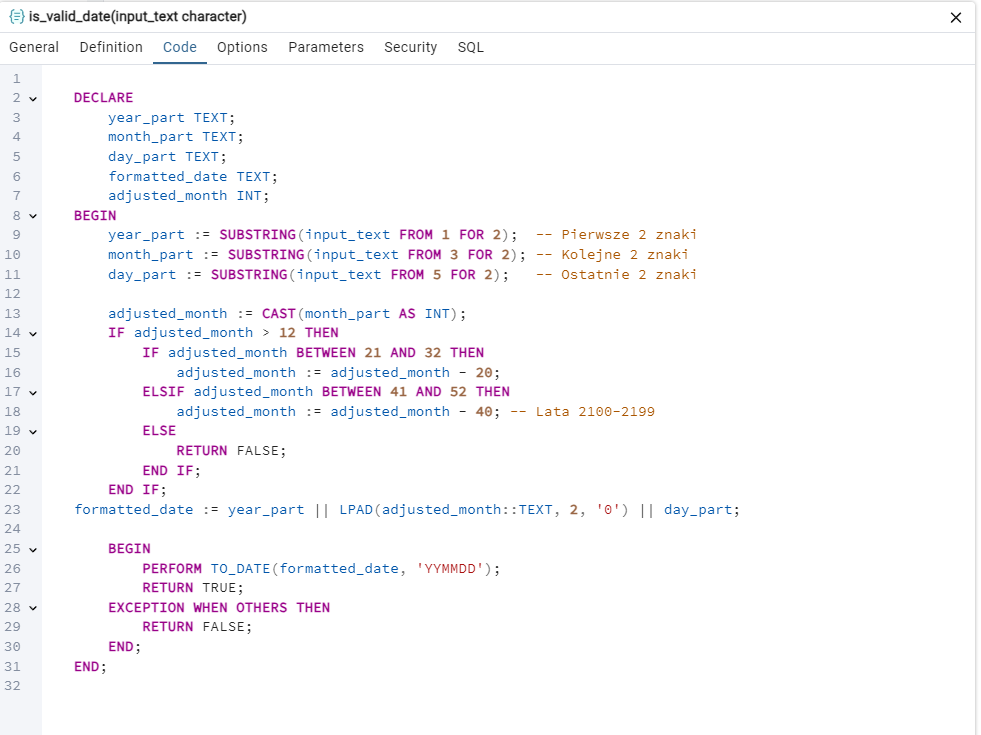 is_valid_date(input_text character)
General Definition Code Options Parameters Security SQL
1
2 DECLARE
3 year_part TEXT;
4 month_part TEXT;
5 day_part TEXT;
6 formatted_date TEXT;
7 adjusted_month INT;
8 BEGIN
9 year_part := SUBSTRING(input_text FROM 1 FOR 2);  -- Pierwsze 2 znaki
10 month_part := SUBSTRING(input_text FROM 3 FOR 2); -- Kolejne 2 znaki
11 day_part := SUBSTRING(input_text FROM 5 FOR 2);   -- Ostatnie 2 znaki
12
13 adjusted_month := CAST(month_part AS INT);
14 IF adjusted_month > 12 THEN
15 IF adjusted_month BETWEEN 21 AND 32 THEN
16 adjusted_month := adjusted_month - 20;
17 ELSIF adjusted_month BETWEEN 41 AND 52 THEN
18 adjusted_month := adjusted_month - 40; -- Lata 2100-2199
19 ELSE
20 RETURN FALSE;
21 END IF;
22 END IF;
23 formatted_date := year_part || LPAD(adjusted_month::TEXT, 2, '0') || day_part;
24
25 BEGIN
26 PERFORM TO_DATE(formatted_date, 'YYMMDD');
27 RETURN TRUE;
28 EXCEPTION WHEN OTHERS THEN
29 RETURN FALSE;
30 END;
31 END;
32